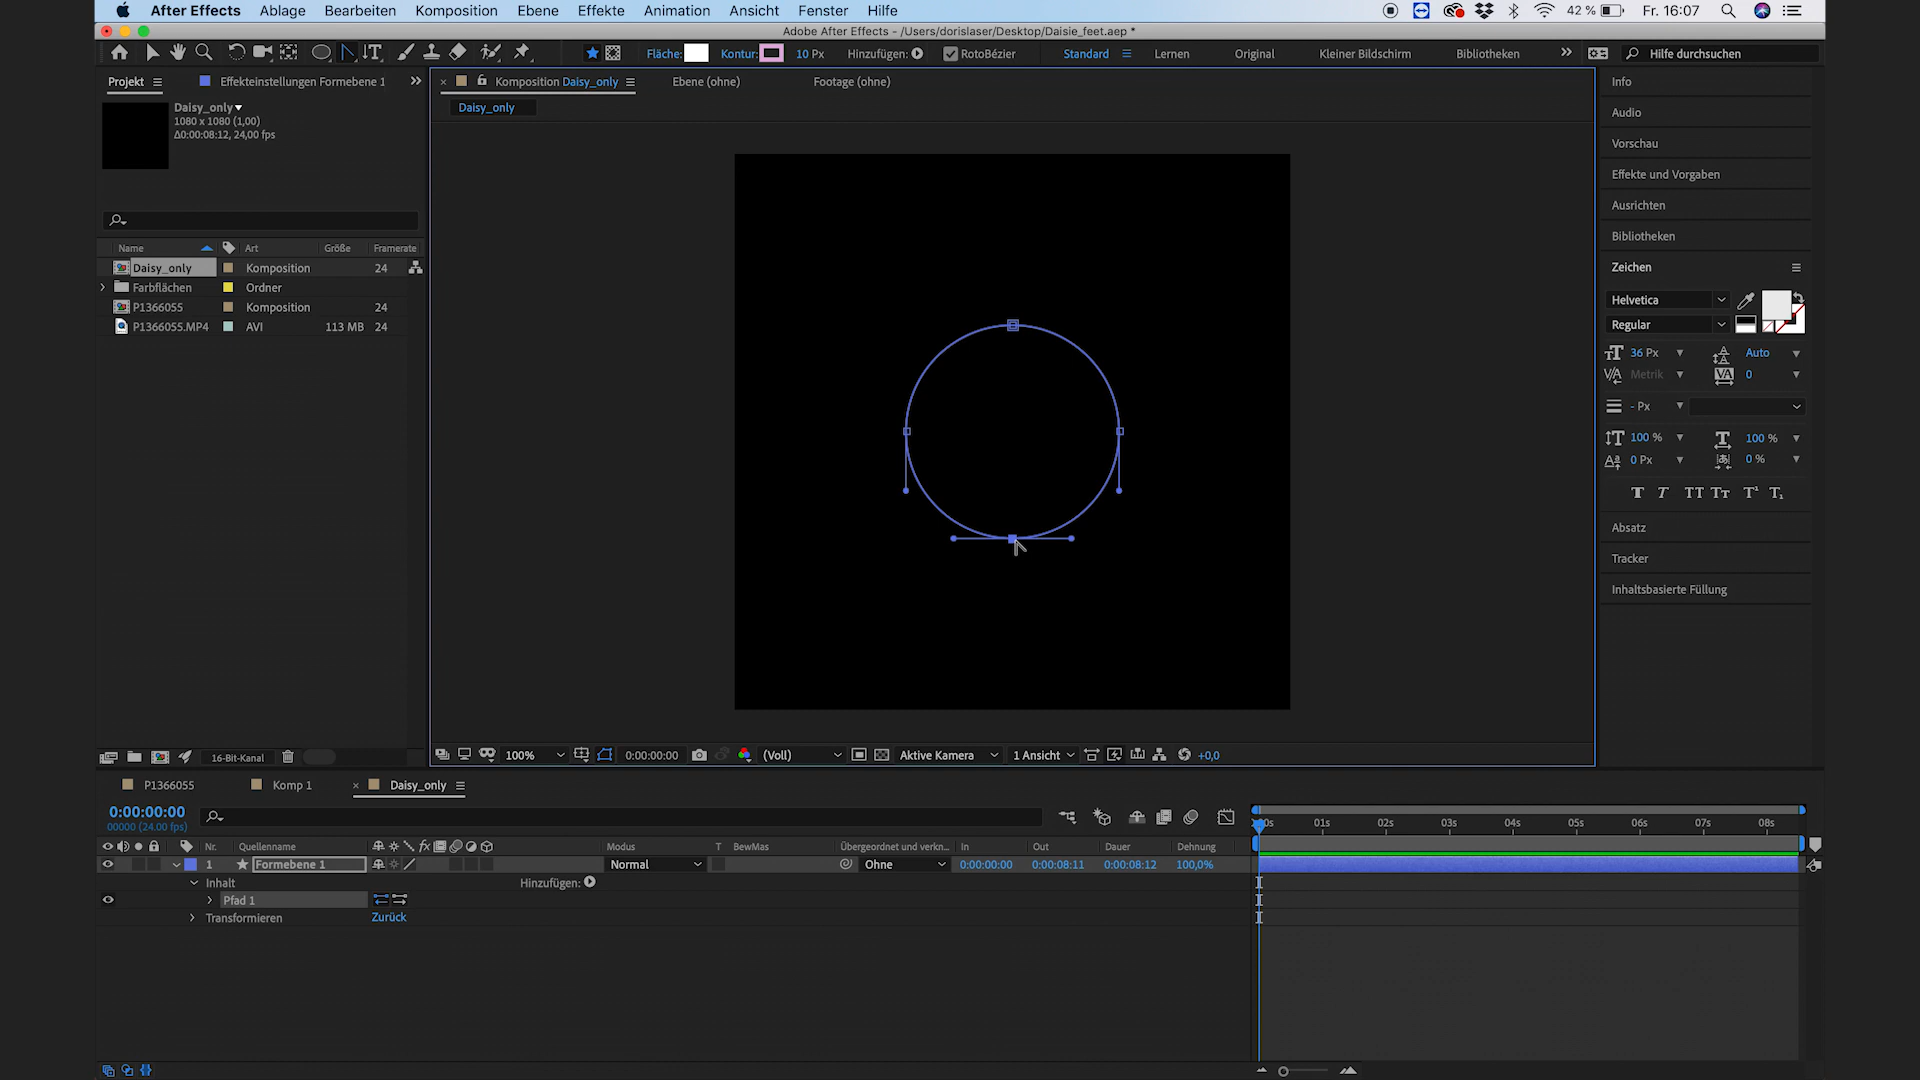 After Effects Ablage Bearbeiten Komposition Ebene Effekte Animation Ansicht Fenster Hilfe 42 % Fr. 16:07
Adobe After Effects - /Users/dorislaser/Desktop/Daisie_feet.aep *
Fläche: Kontur: 10 Px Hinzufügen: RotoBézier Standard Lernen Original Kleiner Bildschirm Bibliotheken Hilfe durchsuchen
Projekt Effekteinstellungen Formebene 1
Komposition Daisy_only Ebene (ohne) Footage (ohne)
Info
Daisy_only
1080 x 1080 (1,00)
Δ0:00:08:12, 24,00 fps
Daisy_only
Audio
Vorschau
Effekte und Vorgaben
Ausrichten
Bibliotheken
Zeichen
Name Art Größe Framerate
Daisy_only Komposition 24
Farbflächen Ordner
P1366055 Komposition 24
P1366055.MP4 AVI 113 MB 24
Helvetica
Regular
36 Px Auto
Metrik 0
- Px
100 % 100 %
0 Px 0 %
T T TT Tт T¹ T₁
Absatz
Tracker
Inhaltsbasierte Füllung
16-Bit-Kanal
100% 0:00:00:00 (Voll) Aktive Kamera 1 Ansicht +0,0
P1366055 Komp 1 Daisy_only
0:00:00:00
00000 (24.00 fps)
01s 02s 03s 04s 05s 06s 07s 08s
Nr. Quellenname fx Modus T BewMas Übergeordnet und verkn... In Out Dauer Dehnung
1 Formebene 1 Normal Ohne 0:00:00:00 0:00:08:11 0:00:08:12 100,0%
Inhalt Hinzufügen:
Pfad 1
Transformieren Zurück